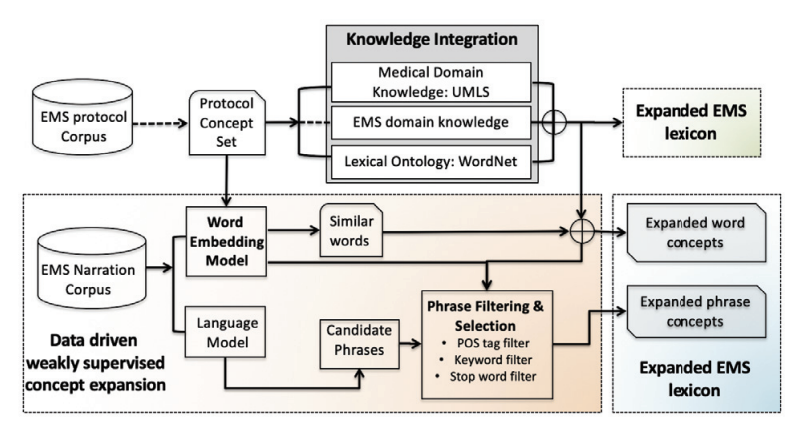 Knowledge Integration
Medical Domain
Knowledge: UMLS
EMS domain knowledge
Lexical Ontology: WordNet
EMS protocol
Corpus
Protocol
Concept
Set
Expanded EMS
lexicon
Word
Embedding
Model
Similar
words
Expanded word
concepts
EMS Narration
Corpus
Language
Model
Candidate
Phrases
Phrase Filtering &
Selection
• POS tag filter
• Keyword filter
• Stop word filter
Expanded phrase
concepts
Data driven
weakly supervised
concept expansion
Expanded EMS
lexicon